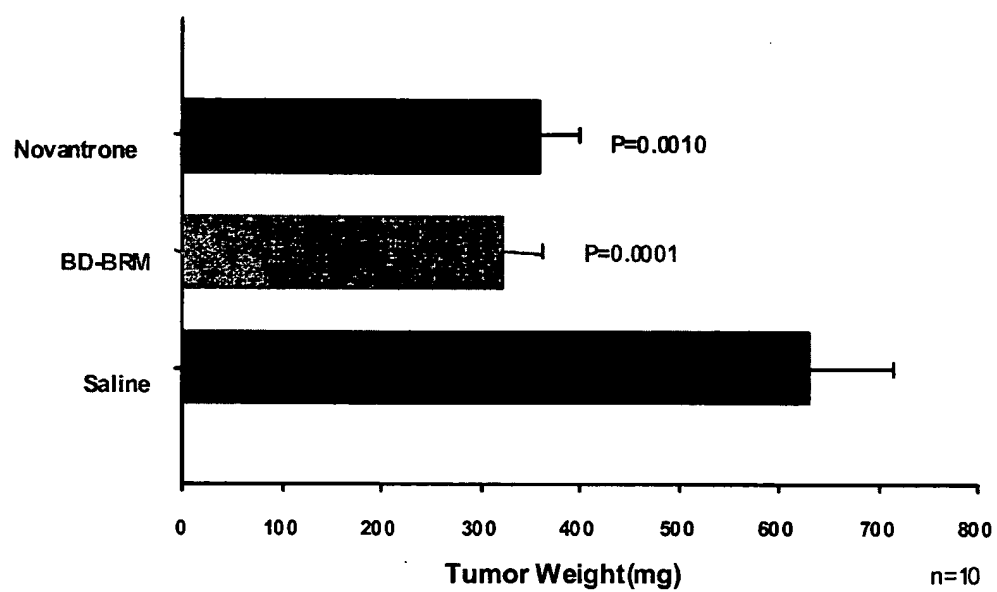 Novantrone
P=0.0010
BD-BRM
P=0.0001
Saline
0 100 200 300 400 500 600 700 800
Tumor Weight(mg)
n=10